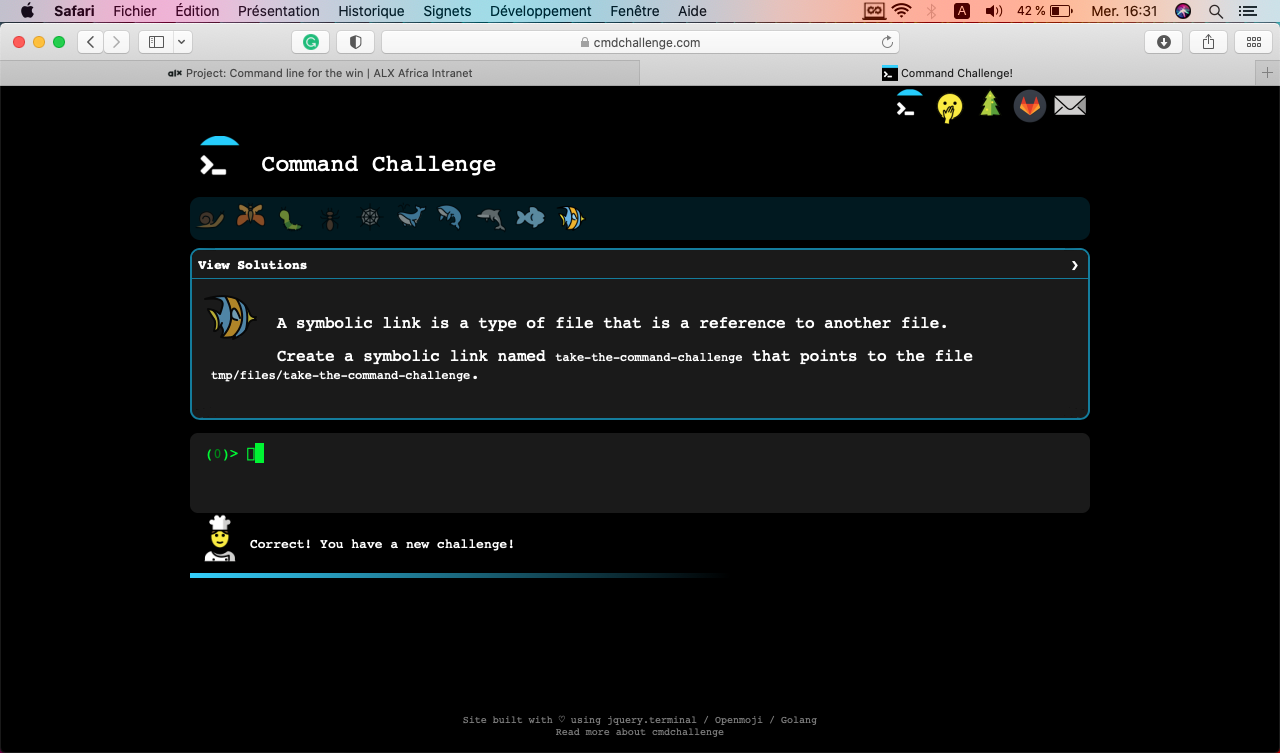 Safari Fichier Édition Présentation Historique Signets Développement Fenêtre Aide A 42 % Mer. 16:31
cmdchallenge.com
alx Project: Command line for the win | ALX Africa Intranet
Command Challenge!
Command Challenge
View Solutions
A symbolic link is a type of file that is a reference to another file.
Create a symbolic link named take-the-command-challenge that points to the file
tmp/files/take-the-command-challenge.
(0)>
Correct! You have a new challenge!
Site built with ♡ using jquery.terminal / Openmoji / Golang
Read more about cmdchallenge